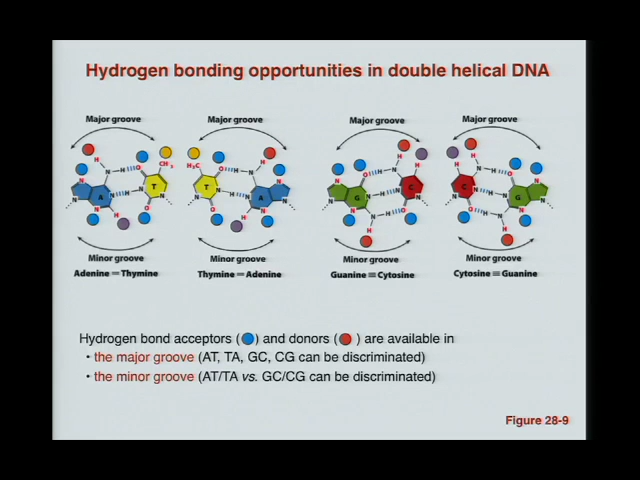 Hydrogen bonding opportunities in double helical DNA
Major groove
Major groove
Major groove
Major groove
H
H
H
H
N
H
O
CH3
N
A
N
H
N
T
N
H
O
H3C
O
H
N
N
T
N
H
N
A
N
O
H
N
O
H
N
N
G
N
H
N
C
N
N
H
O
H
N
H
O
N
C
N
H
N
G
N
O
H
N
H
Minor groove
Minor groove
Minor groove
Minor groove
Adenine = Thymine
Thymine = Adenine
Guanine ≡ Cytosine
Cytosine ≡ Guanine
Hydrogen bond acceptors ( ) and donors ( ) are available in
• the major groove (AT, TA, GC, CG can be discriminated)
• the minor groove (AT/TA vs. GC/CG can be discriminated)
Figure 28-9